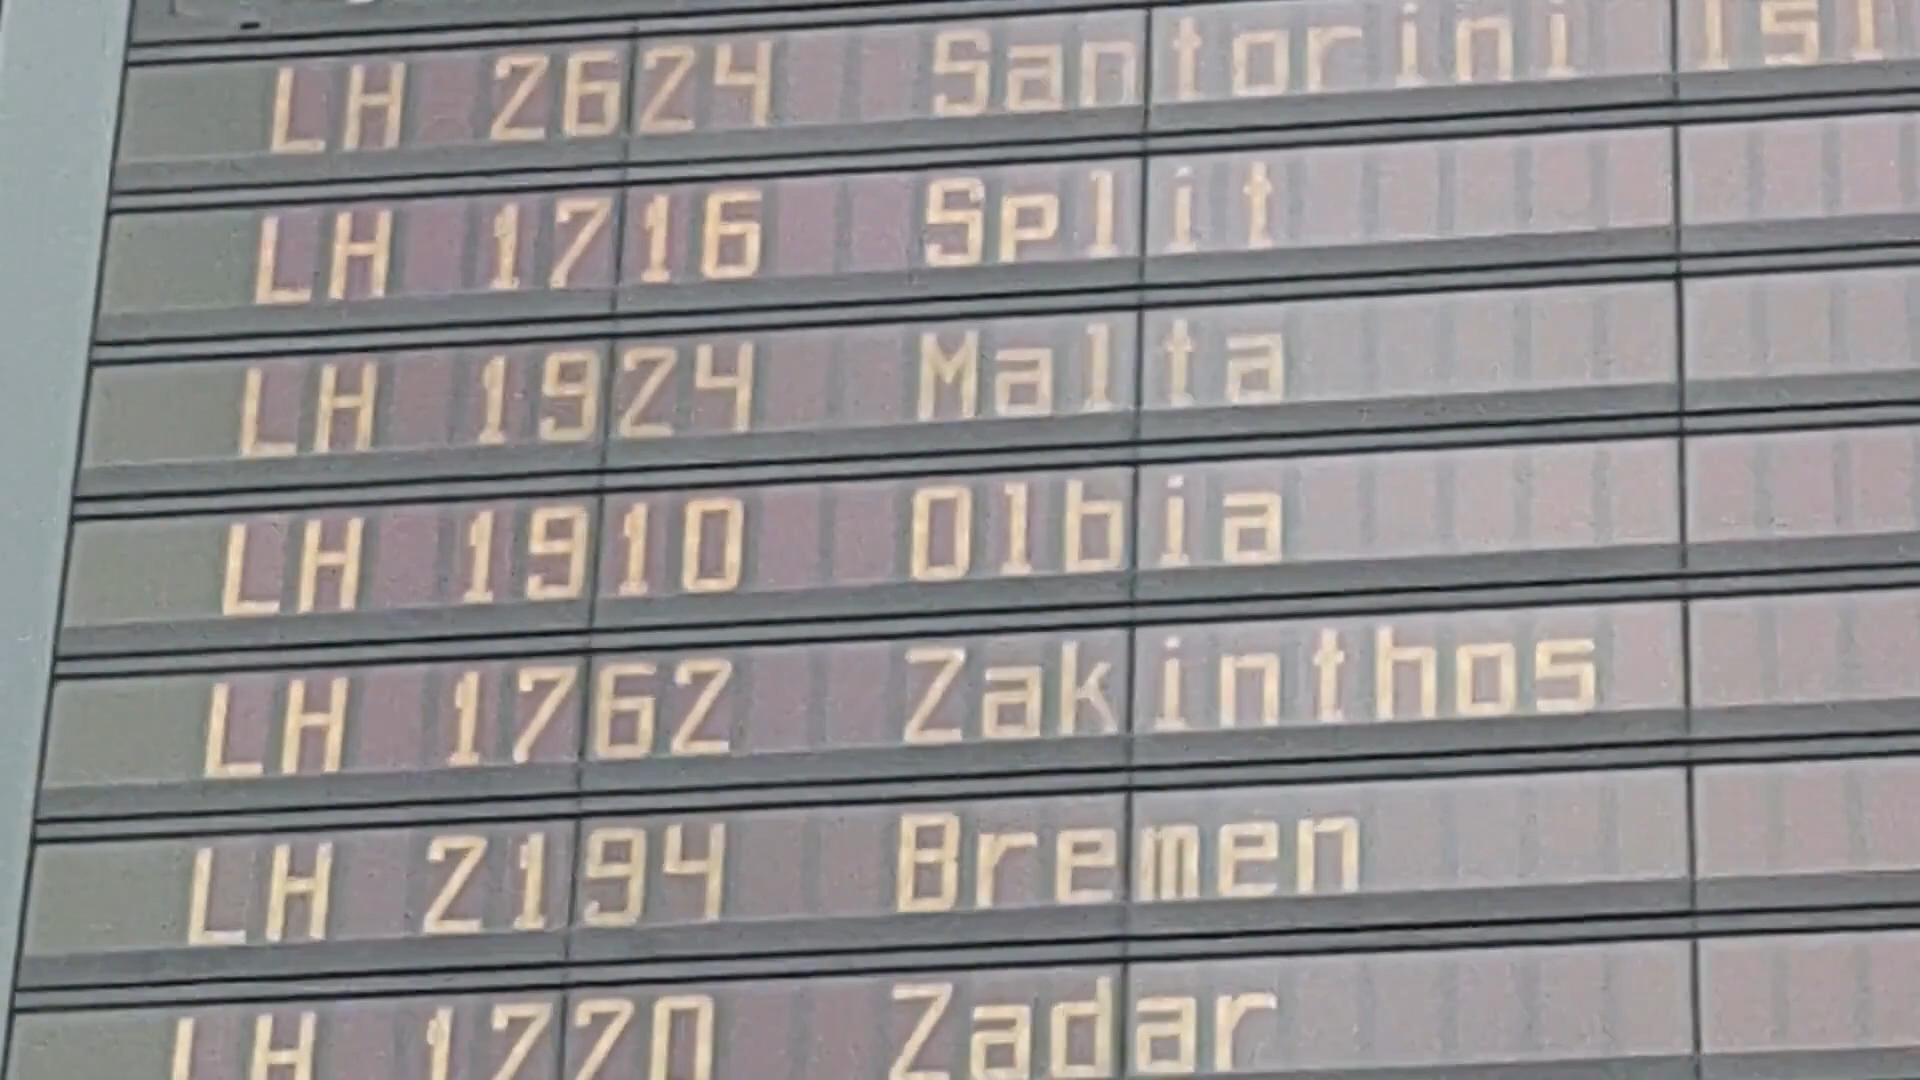 LH 2624 Santorini Isl
LH 1716 Split
LH 1924 Malta
LH 1910 Olbia
LH 1762 Zakinthos
LH 2194 Bremen
LH 1770 Zadar